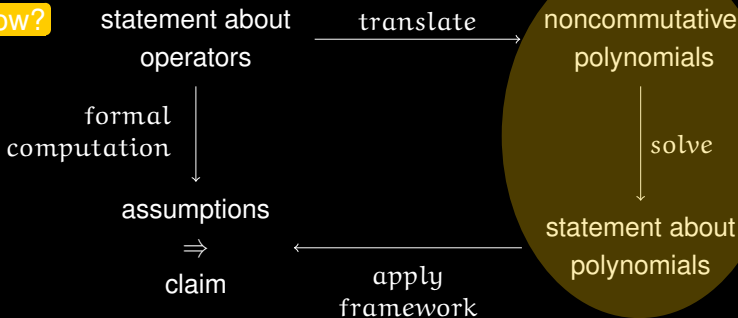 ow?
statement about
operators
translate
noncommutative
polynomials
formal
computation
solve
assumptions
⇒
claim
apply
framework
statement about
polynomials